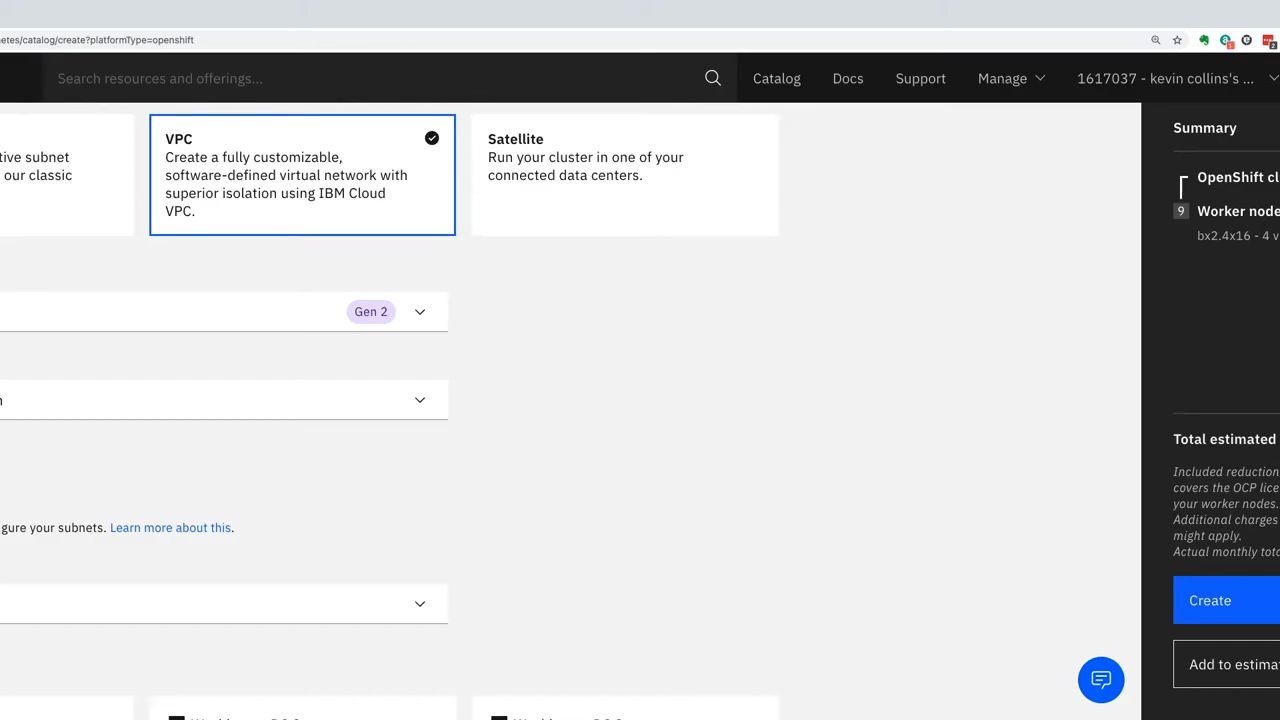 etes/catalog/create?platformType=openshift
Search resources and offerings...
Catalog
Docs
Support
Manage
1617037 - kevin collins's ...
tive subnet
our classic
VPC
Create a fully customizable,
software-defined virtual network with
superior isolation using IBM Cloud
VPC.
Satellite
Run your cluster in one of your
connected data centers.
Gen 2
n
gure your subnets. Learn more about this.
Summary
OpenShift cl
9 Worker node
bx2.4x16 - 4 v
Total estimated
Included reduction
covers the OCP lice
your worker nodes.
Additional charges
might apply.
Actual monthly tota
Create
Add to estima